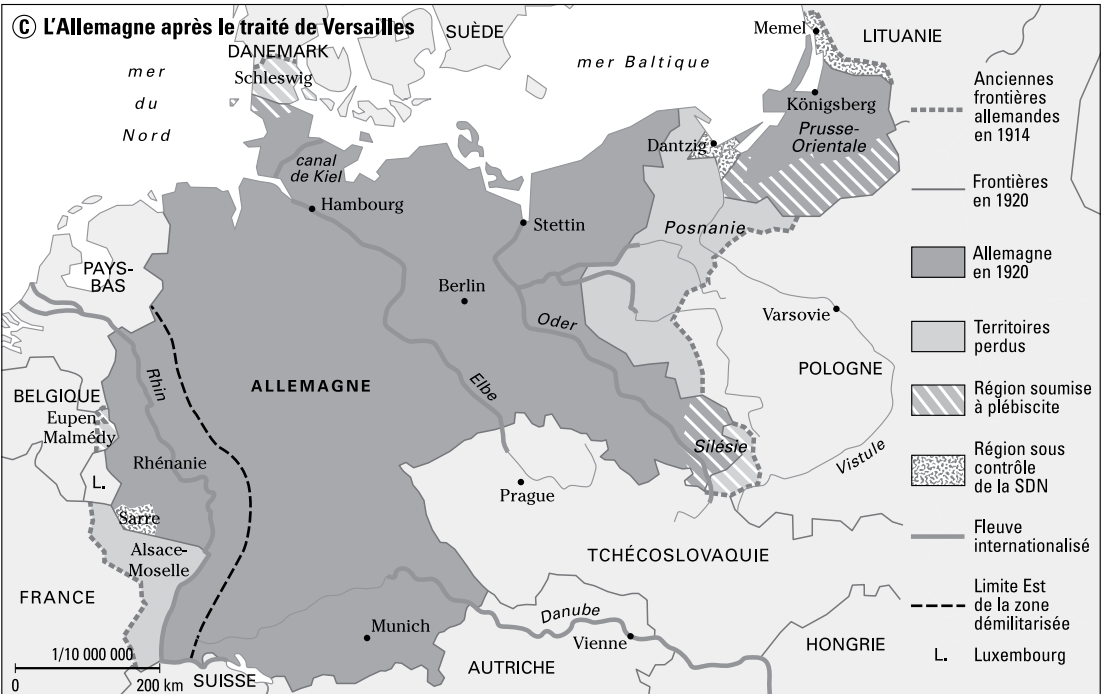 C L'Allemagne après le traité de Versailles
SUÈDE
DANEMARK
Schleswig
mer
du
Nord
mer Baltique
Memel
LITUANIE
Königsberg
Prusse-
Orientale
Dantzig
canal
de Kiel
Hambourg
Stettin
Posnanie
PAYS-
BAS
Berlin
Oder
Varsovie
POLOGNE
Rhin
ALLEMAGNE
Elbe
BELGIQUE
Eupen
Malmédy
Rhénanie
L.
Silésie
Vistule
Prague
Sarre
Alsace-
Moselle
TCHÉCOSLOVAQUIE
FRANCE
Munich
Danube
Vienne
HONGRIE
AUTRICHE
SUISSE
1/10 000 000
0
200 km
Anciennes
frontières
allemandes
en 1914
Frontières
en 1920
Allemagne
en 1920
Territoires
perdus
Région soumise
à plébiscite
Région sous
contrôle
de la SDN
Fleuve
internationalisé
Limite Est
de la zone
démilitarisée
L. Luxembourg